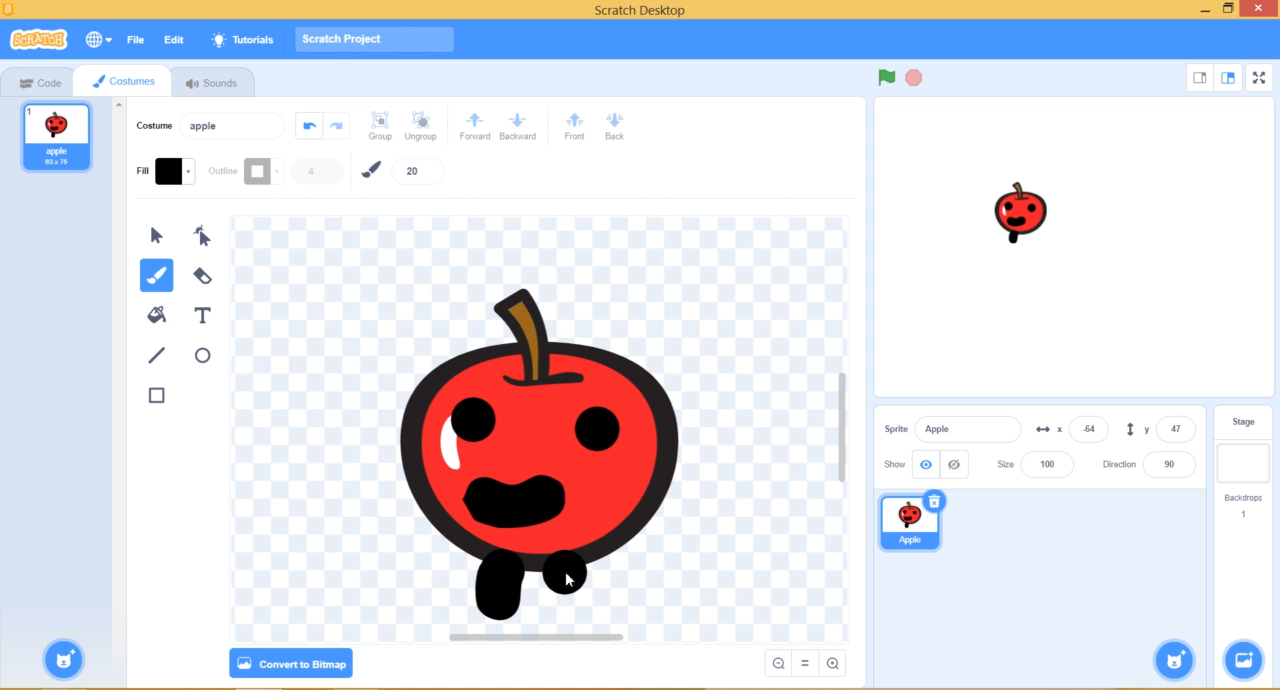 Scratch Desktop
SCRATCH File Edit Tutorials Scratch Project
Code Costumes Sounds
1
apple
63 x 75
Costume apple Group Ungroup Forward Backward Front Back
Fill Outline 4 20
Convert to Bitmap
Sprite Apple x -64 y 47
Show Size 100 Direction 90
Apple
Stage
Backdrops
1